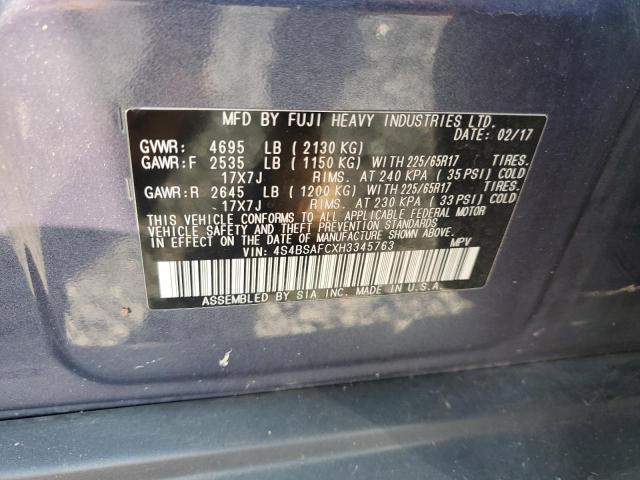 MFD BY FUJI HEAVY INDUSTRIES LTD.
DATE: 02/17
GVWR: 4695 LB ( 2130 KG)
GAWR:F 2535 LB ( 1150 KG) WITH 225/65R17 TIRES.
17X7J RIMS. AT 240 KPA ( 35 PSI) COLD
GAWR:R 2645 LB ( 1200 KG) WITH 225/65R17 TIRES.
17X7J RIMS. AT 230 KPA ( 33 PSI) COLD
THIS VEHICLE CONFORMS TO ALL APPLICABLE FEDERAL MOTOR
VEHICLE SAFETY AND THEFT PREVENTION STANDARDS
IN EFFECT ON THE DATE OF MANUFACTURE SHOWN ABOVE.
VIN: 4S4BSAFCXH3345763 MPV
ASSEMBLED BY SIA INC. MADE IN U.S.A.